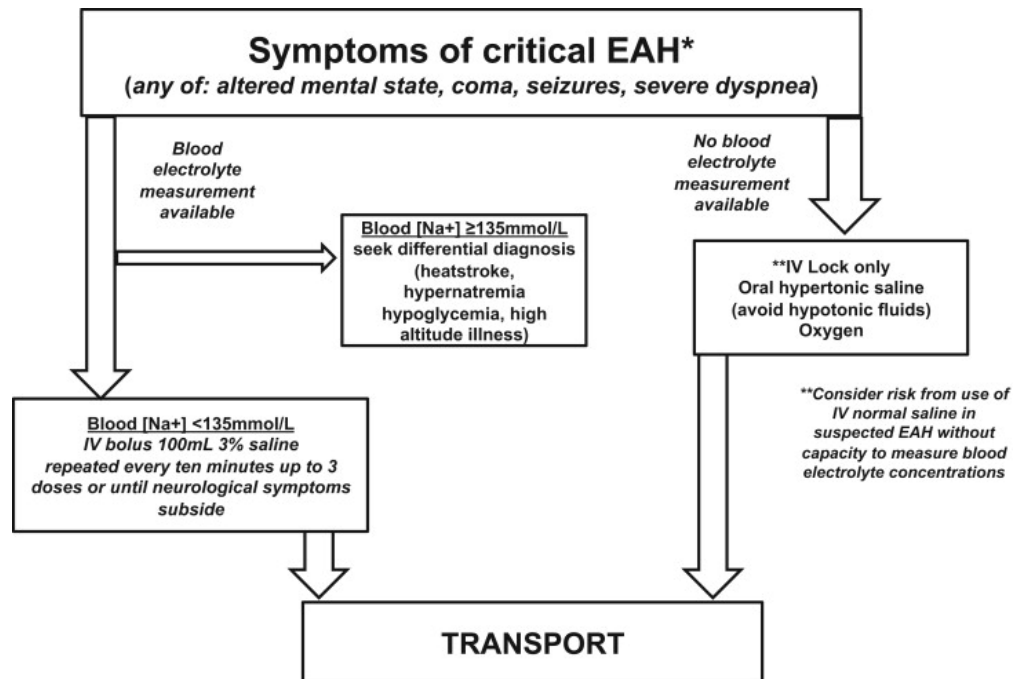 Symptoms of critical EAH*
(any of: altered mental state, coma, seizures, severe dyspnea)
Blood
electrolyte
measurement
available
No blood
electrolyte
measurement
available
Blood [Na+] ≥135mmol/L
seek differential diagnosis
(heatstroke,
hypernatremia
hypoglycemia, high
altitude illness)
**IV Lock only
Oral hypertonic saline
(avoid hypotonic fluids)
Oxygen
Blood [Na+] <135mmol/L
IV bolus 100mL 3% saline
repeated every ten minutes up to 3
doses or until neurological symptoms
subside
**Consider risk from use of
IV normal saline in
suspected EAH without
capacity to measure blood
electrolyte concentrations
TRANSPORT